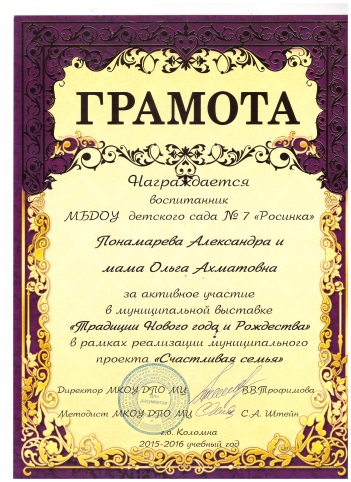 ГРАМОТА
Награждается
воспитанник
МБДОУ детского сада № 7 «Росинка»
Понамарева Александра и
мама Ольга Ахматовна
за активное участие
в муниципальной выставке
«Традиции Нового года и Рождества»
в рамках реализации муниципального
проекта «Счастливая семья»
Директор МКОУ ДПО МЦ В.В.Трофимова
Методист МКОУ ДПО МЦ С.А. Штейн
г.о. Коломна
2015-2016 учебный год